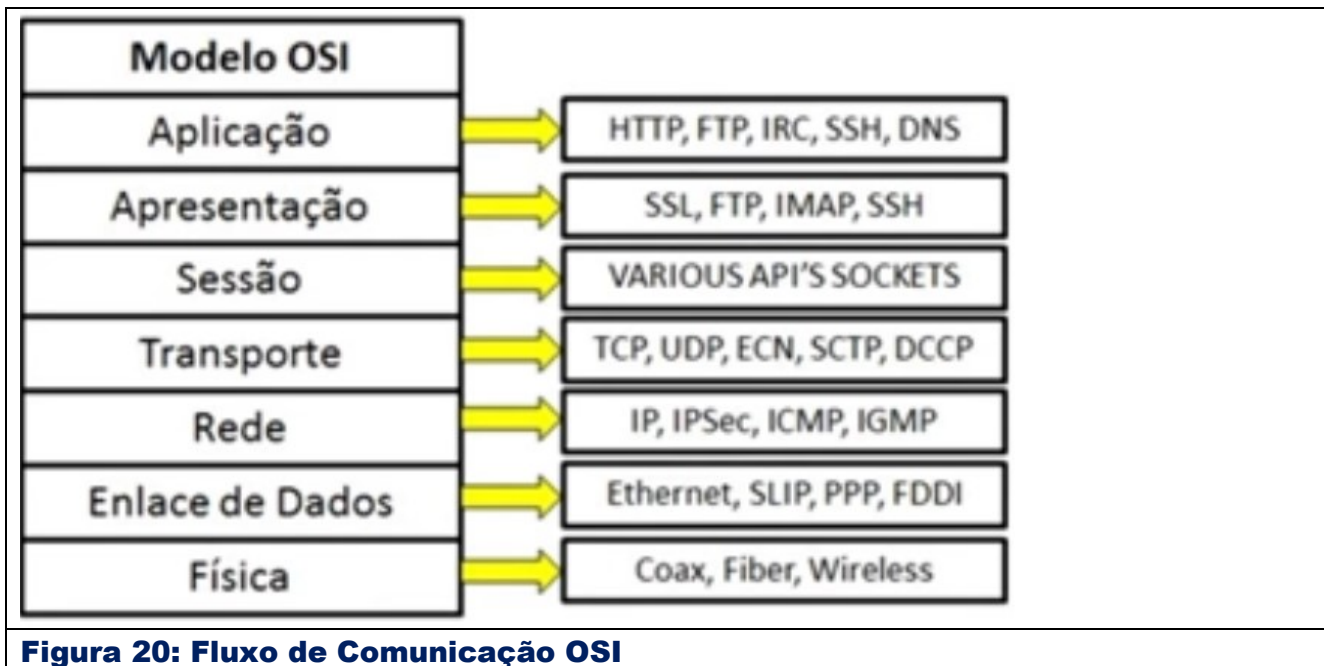 Modelo OSI
Aplicação
HTTP, FTP, IRC, SSH, DNS
Apresentação
SSL, FTP, IMAP, SSH
Sessão
VARIOUS API'S SOCKETS
Transporte
TCP, UDP, ECN, SCTP, DCCP
Rede
IP, IPSec, ICMP, IGMP
Enlace de Dados
Ethernet, SLIP, PPP, FDDI
Física
Coax, Fiber, Wireless
Figura 20: Fluxo de Comunicação OSI